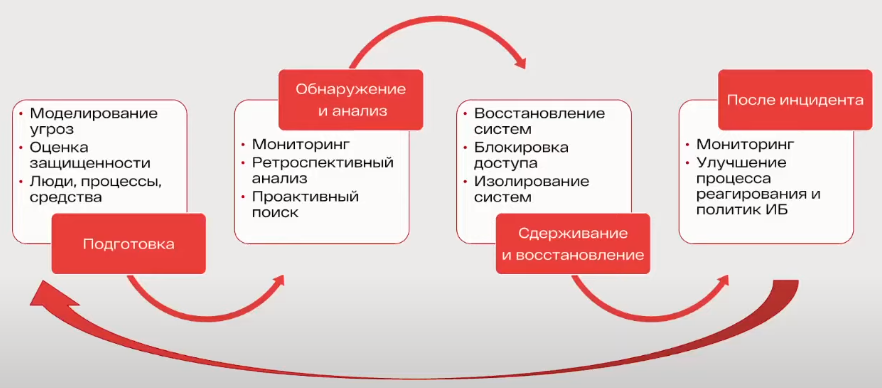 Моделирование
угроз
Оценка
защищенности
Люди, процессы,
средства
Подготовка
Обнаружение
и анализ
Мониторинг
Ретроспективный
анализ
Проактивный
поиск
Восстановление
систем
Блокировка
доступа
Изолирование
систем
Сдерживание
и восстановление
После инцидента
Мониторинг
Улучшение
процесса
реагирования и
политик ИБ